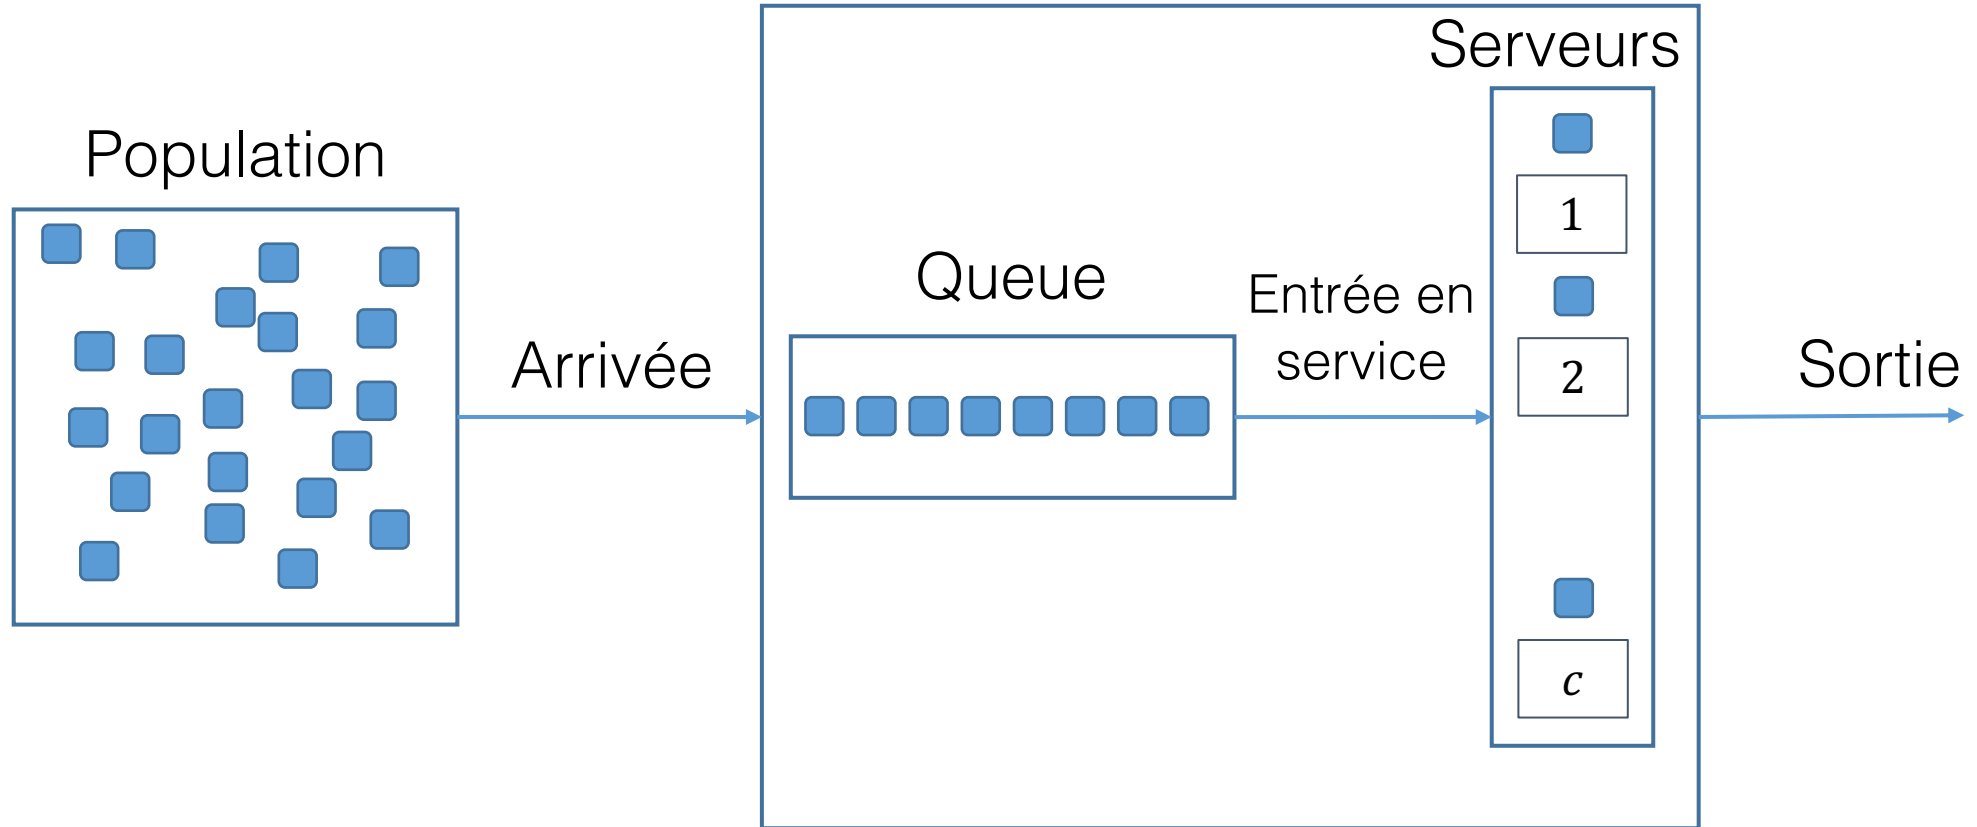 Population
Arrivée
Queue
Entrée en
service
Serveurs
1
2
c
Sortie